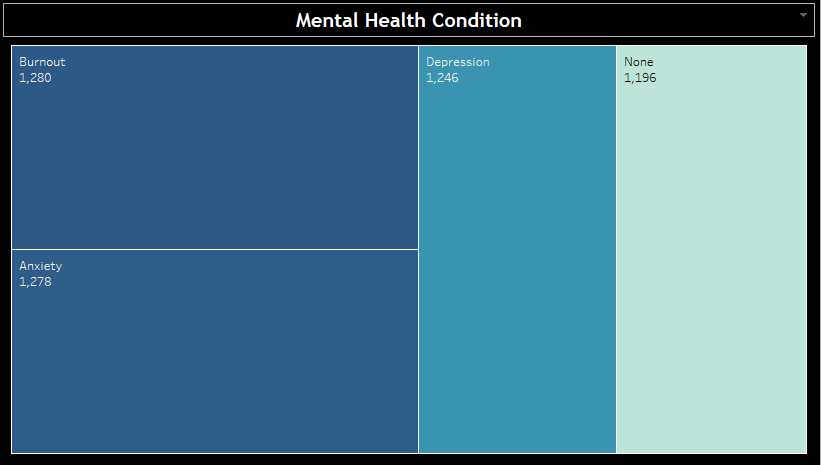 Mental Health Condition
Burnout
1,280
Anxiety
1,278
Depression
1,246
None
1,196